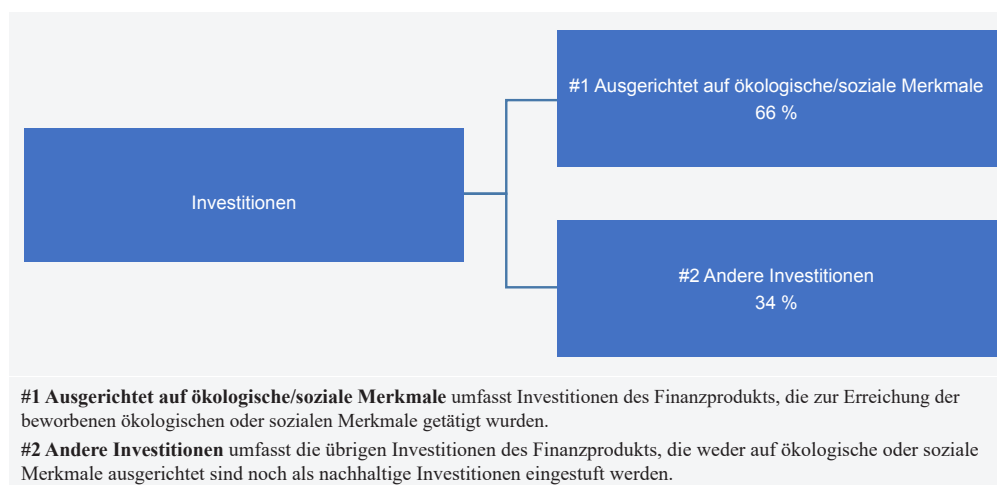 #1 Ausgerichtet auf ökologische/soziale Merkmale
66 %
Investitionen
#2 Andere Investitionen
34 %
#1 Ausgerichtet auf ökologische/soziale Merkmale umfasst Investitionen des Finanzprodukts, die zur Erreichung der
beworbenen ökologischen oder sozialen Merkmale getätigt wurden.
#2 Andere Investitionen umfasst die übrigen Investitionen des Finanzprodukts, die weder auf ökologische oder soziale
Merkmale ausgerichtet sind noch als nachhaltige Investitionen eingestuft werden.